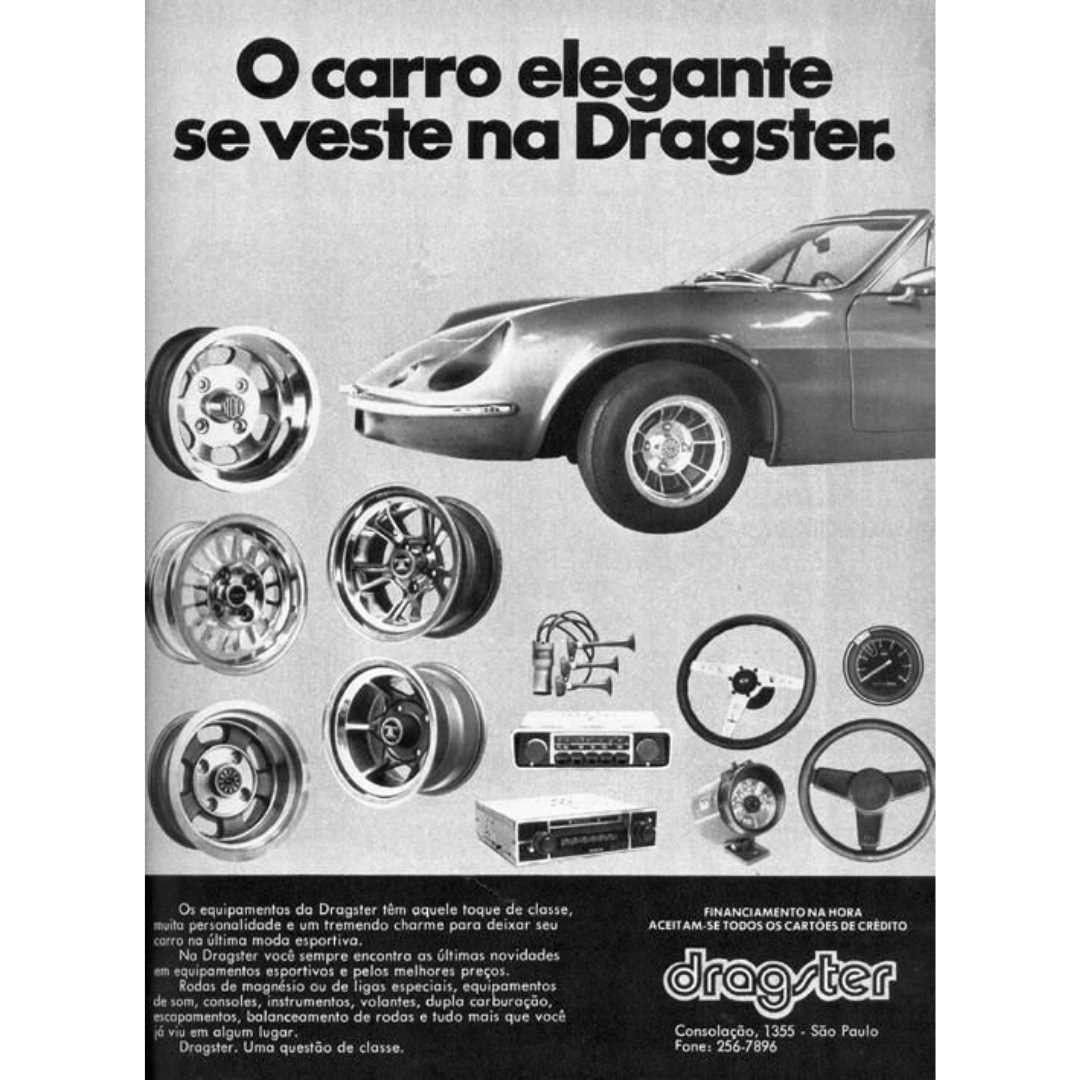 O carro elegante
se veste na Dragster.
Os equipamentos da Dragster têm aquele toque de classe,
muita personalidade e um tremendo charme para deixar seu
carro na última moda esportiva.
Na Dragster você sempre encontra as últimas novidades
em equipamentos esportivos e pelos melhores preços.
Rodas de magnésio ou de ligas especiais, equipamentos
de som, consoles, instrumentos, volantes, dupla carburação,
escapamentos, balanceamento de rodas e tudo mais que você
já viu em algum lugar.
Dragster. Uma questão de classe.
FINANCIAMENTO NA HORA
ACEITAM-SE TODOS OS CARTÕES DE CRÉDITO
dragster
Consolação, 1355 - São Paulo
Fone: 256-7896